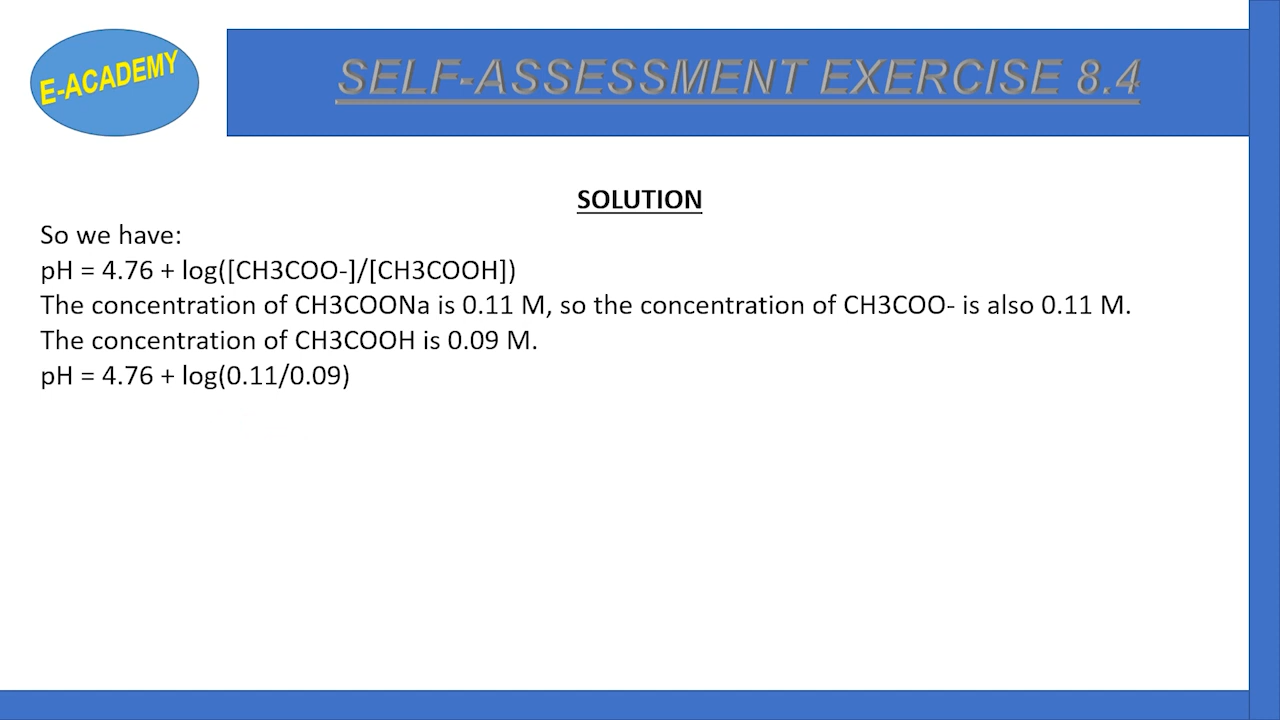 E-ACADEMY
SELF-ASSESSMENT EXERCISE 8.4
SOLUTION
So we have:
pH = 4.76 + log([CH3COO-]/[CH3COOH])
The concentration of CH3COONa is 0.11 M, so the concentration of CH3COO- is also 0.11 M.
The concentration of CH3COOH is 0.09 M.
pH = 4.76 + log(0.11/0.09)